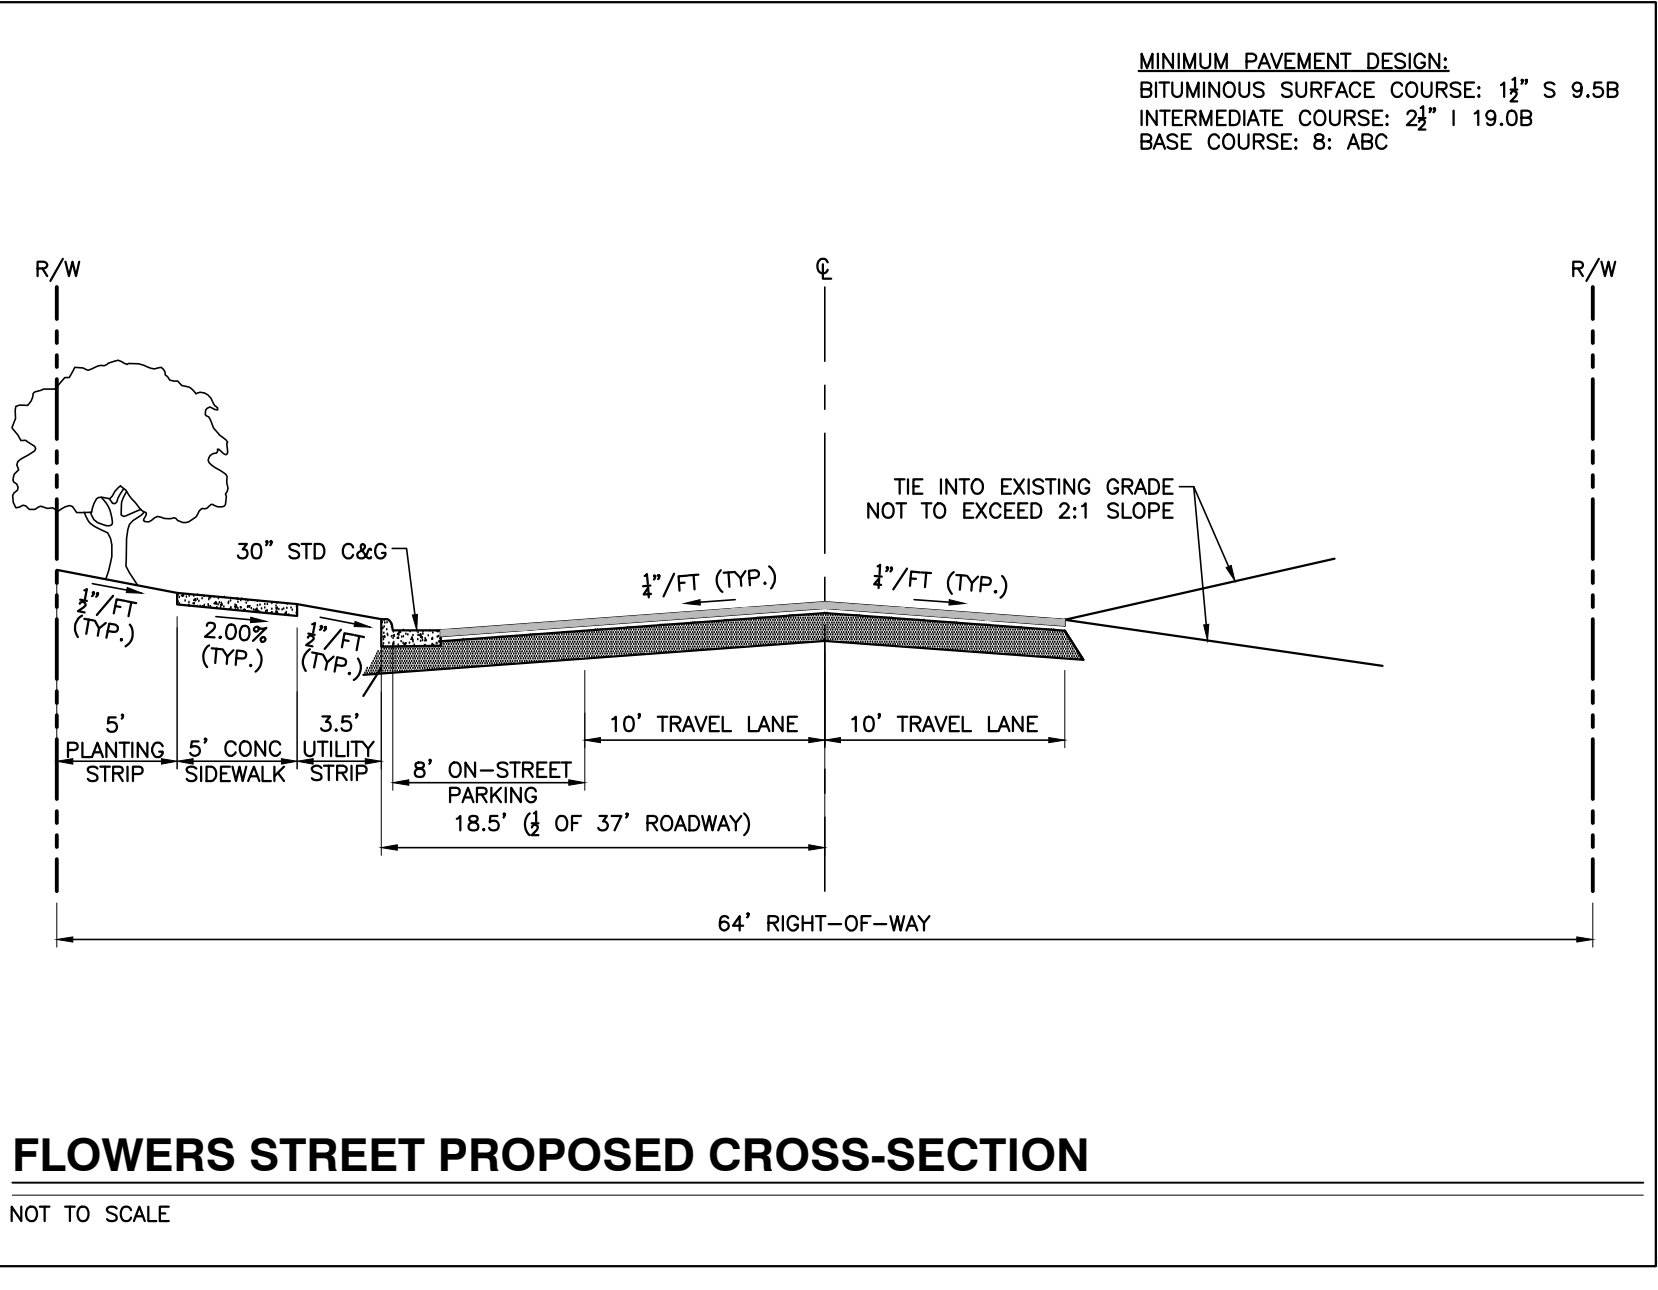 MINIMUM PAVEMENT DESIGN:
BITUMINOUS SURFACE COURSE: 1½" S 9.5B
INTERMEDIATE COURSE: 2½" I 19.0B
BASE COURSE: 8: ABC
R/W
℄
R/W
TIE INTO EXISTING GRADE
NOT TO EXCEED 2:1 SLOPE
30" STD C&G
¼"/FT (TYP.)
¼"/FT (TYP.)
½"/FT
(TYP.)
2.00%
(TYP.)
½"/FT
(TYP.)
5'
PLANTING
STRIP
5' CONC
SIDEWALK
3.5'
UTILITY
STRIP
10' TRAVEL LANE
10' TRAVEL LANE
8' ON-STREET
PARKING
18.5' (½ OF 37' ROADWAY)
64' RIGHT-OF-WAY
FLOWERS STREET PROPOSED CROSS-SECTION
NOT TO SCALE